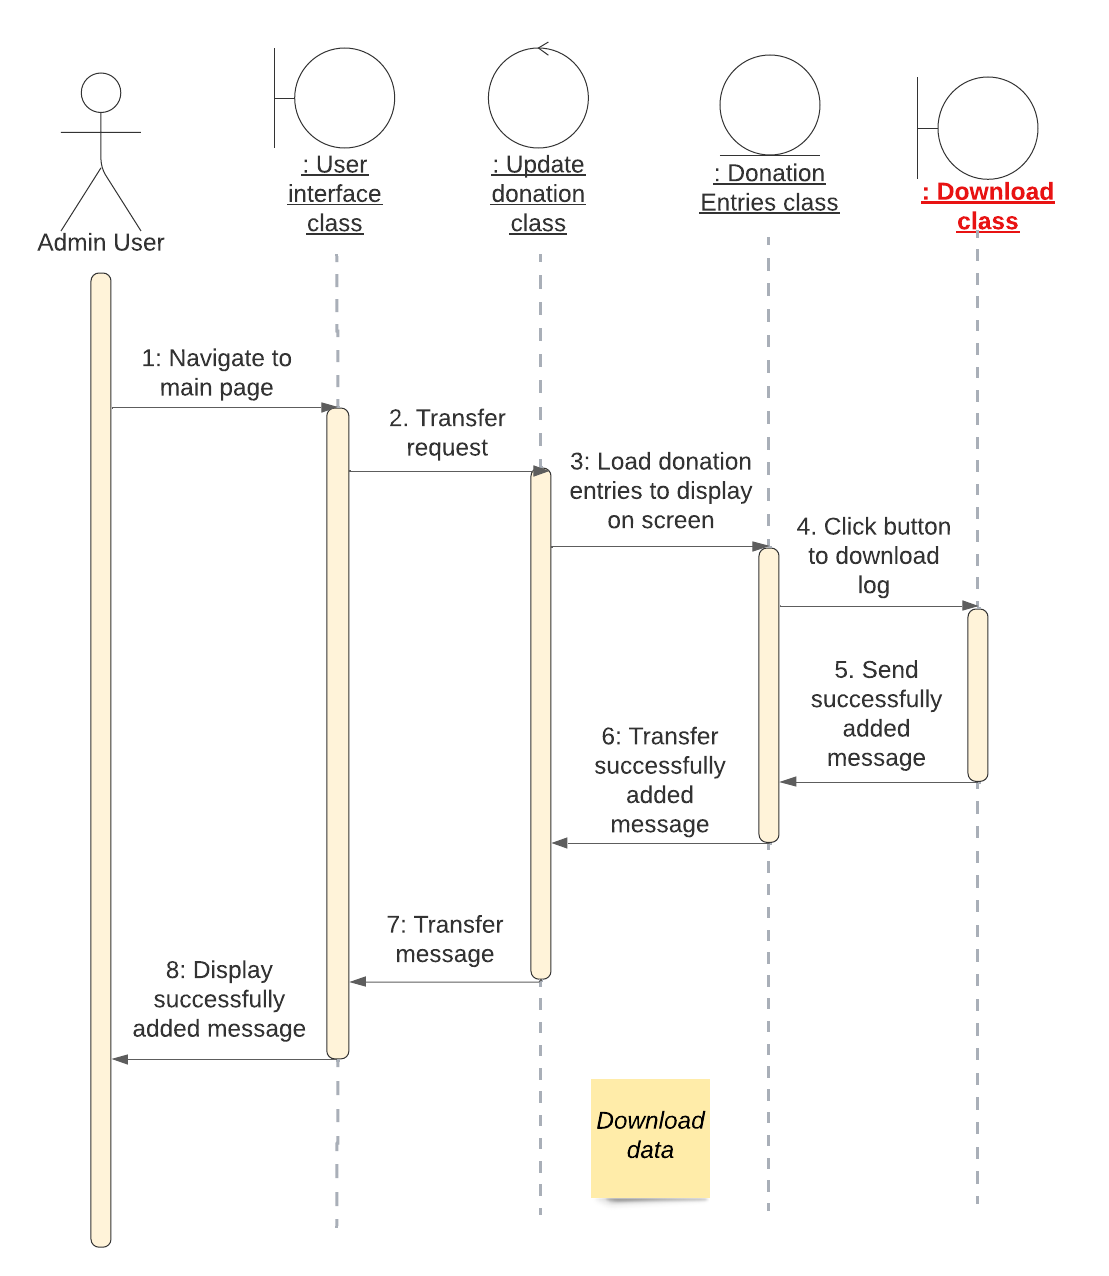 Admin User
: User
interface
class
: Update
donation
class
: Donation
Entries class
: Download
class
1: Navigate to
main page
2. Transfer
request
3: Load donation
entries to display
on screen
4. Click button
to download
log
5. Send
successfully
added
message
6: Transfer
successfully
added
message
7: Transfer
message
8: Display
successfully
added message
Download
data